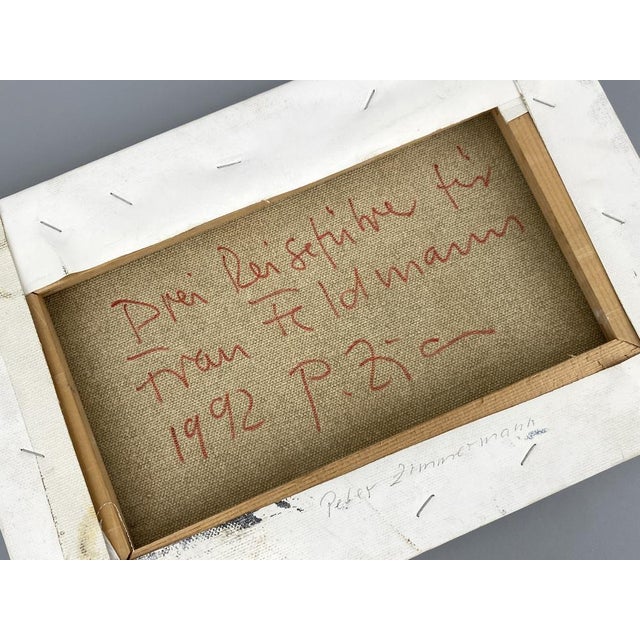 Drei Reiseführer für
Frau Feldmann
1992 P. Zi
Peter Zimmermann